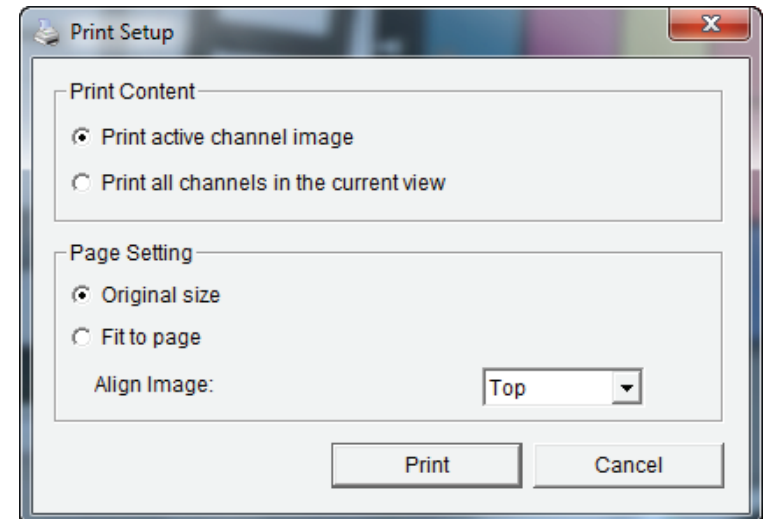 Print Setup
Print Content
Print active channel image
Print all channels in the current view
Page Setting
Original size
Fit to page
Align Image: Top
Print Cancel